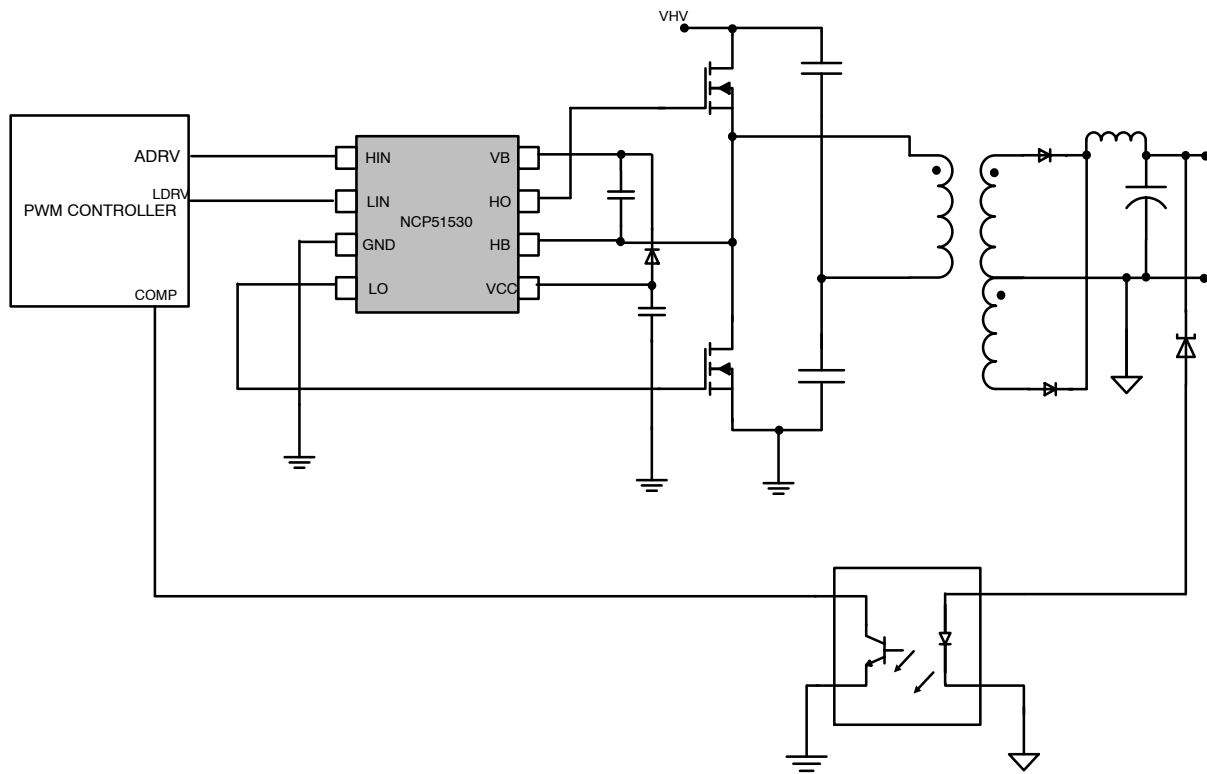 VHV
ADRV
LDRV
PWM CONTROLLER
COMP
HIN
LIN
GND
LO
NCP51530
VB
HO
HB
VCC